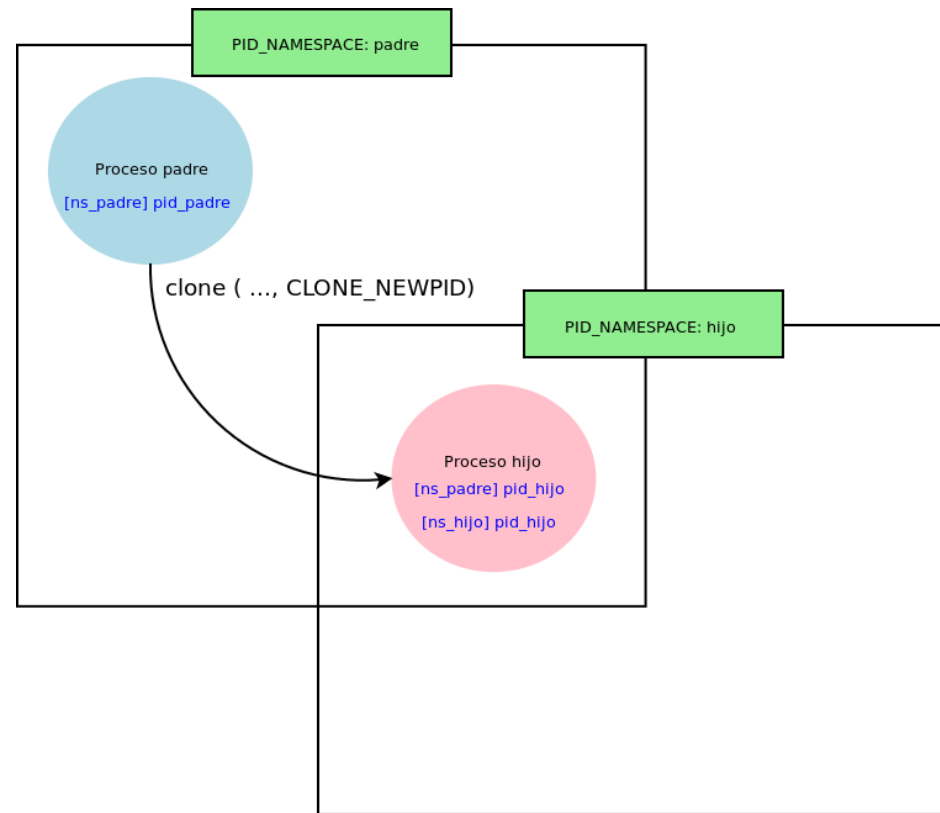 PID_NAMESPACE: padre
Proceso padre
[ns_padre] pid_padre
clone ( ..., CLONE_NEWPID)
PID_NAMESPACE: hijo
Proceso hijo
[ns_padre] pid_hijo
[ns_hijo] pid_hijo